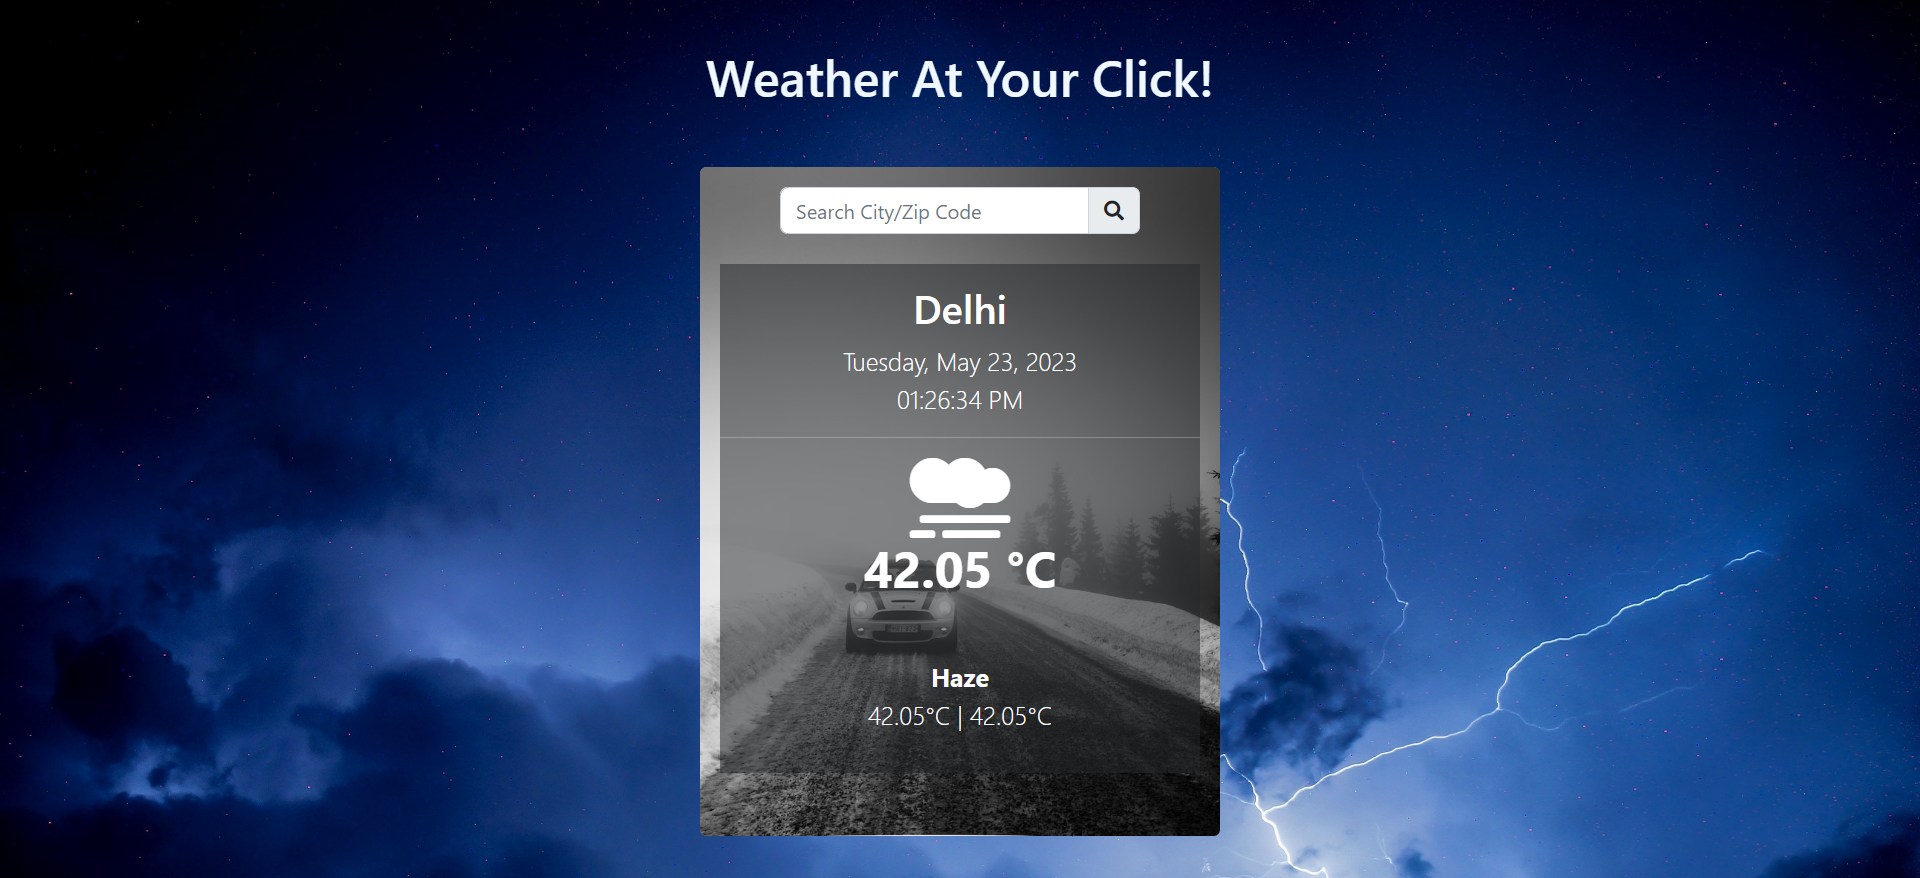 Weather At Your Click!
Search City/Zip Code
Delhi
Tuesday, May 23, 2023
01:26:34 PM
42.05 °C
Haze
42.05°C | 42.05°C